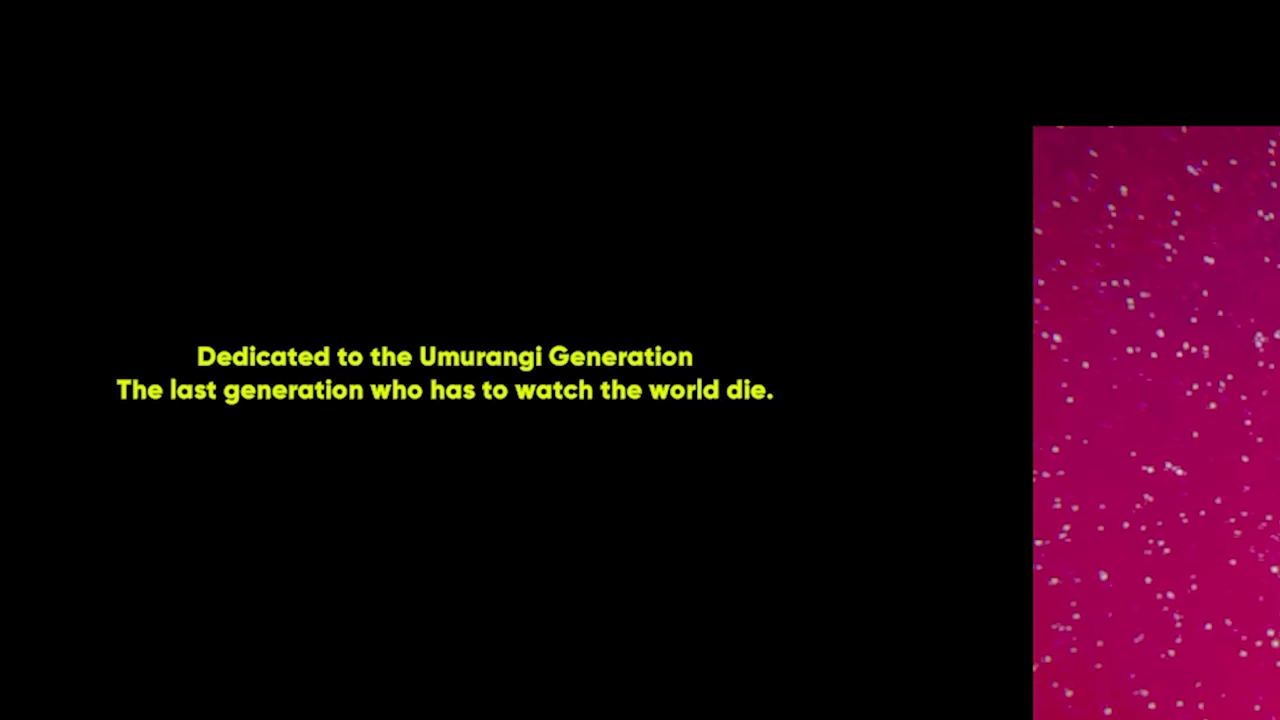 Dedicated to the Umurangi Generation
The last generation who has to watch the world die.